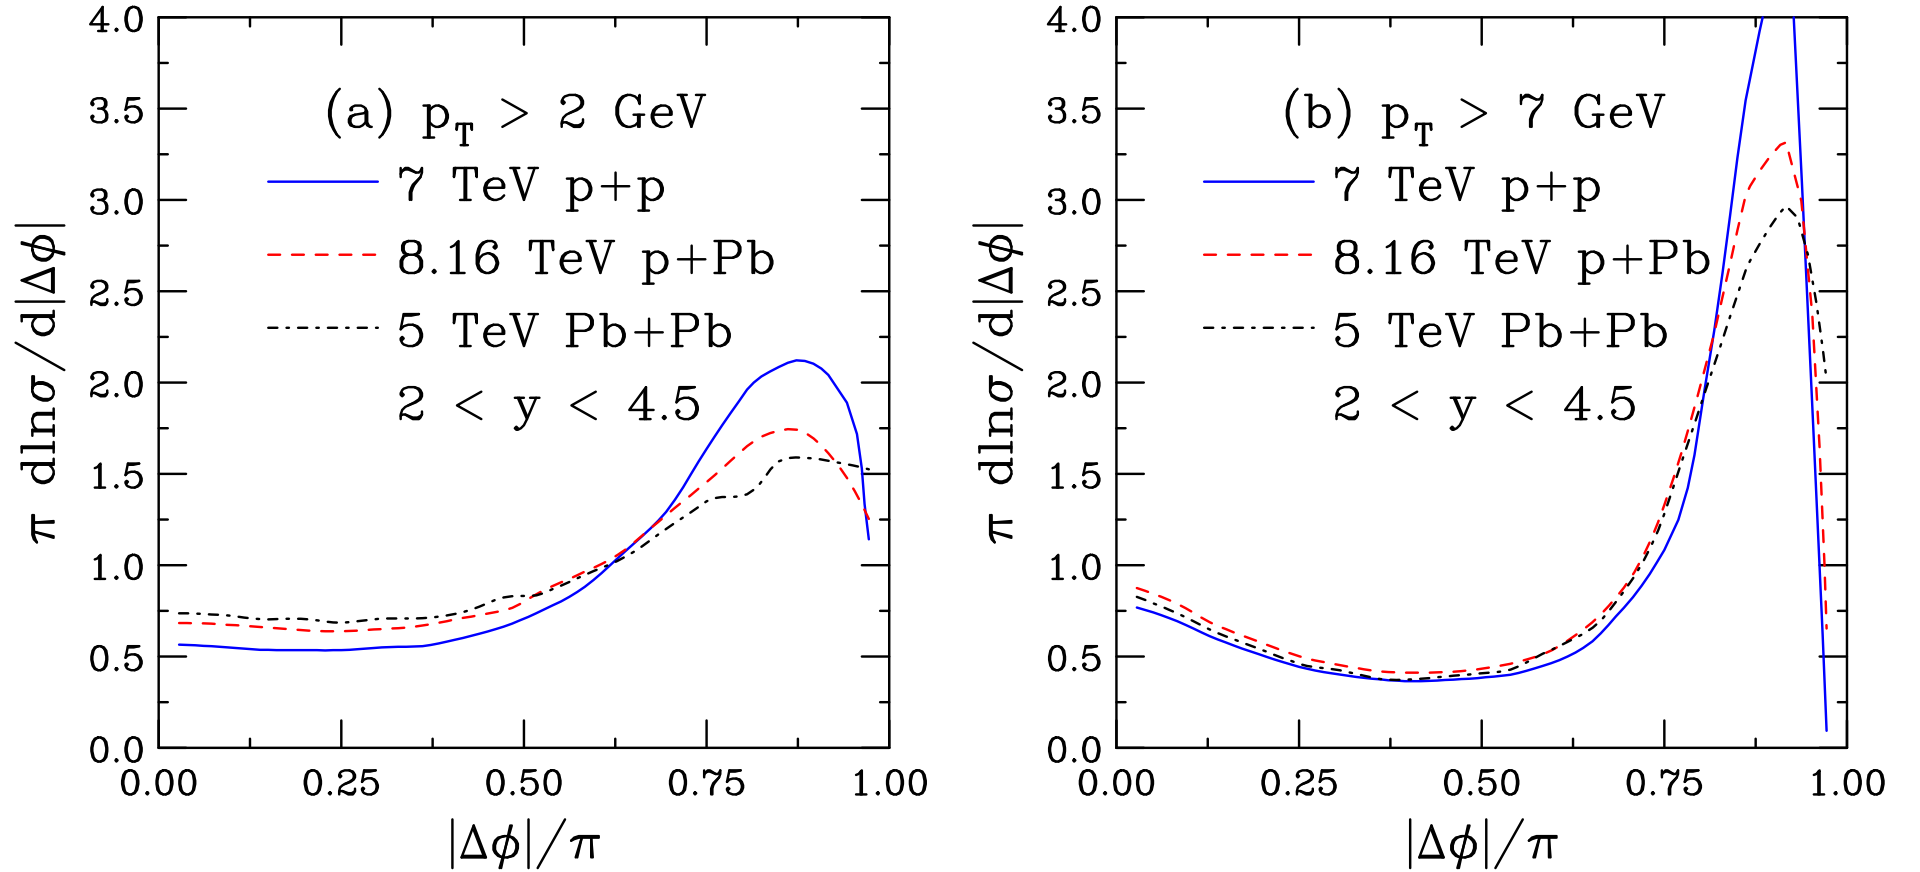 4.0
3.5
3.0
2.5
2.0
1.5
1.0
0.5
0.0
π dlnσ/d|Δϕ|
(a) p_T > 2 GeV
7 TeV p+p
8.16 TeV p+Pb
5 TeV Pb+Pb
2 < y < 4.5
0.00 0.25 0.50 0.75 1.00
|Δϕ|/π
4.0
3.5
3.0
2.5
2.0
1.5
1.0
0.5
0.0
π dlnσ/d|Δϕ|
(b) p_T > 7 GeV
7 TeV p+p
8.16 TeV p+Pb
5 TeV Pb+Pb
2 < y < 4.5
0.00 0.25 0.50 0.75 1.00
|Δϕ|/π